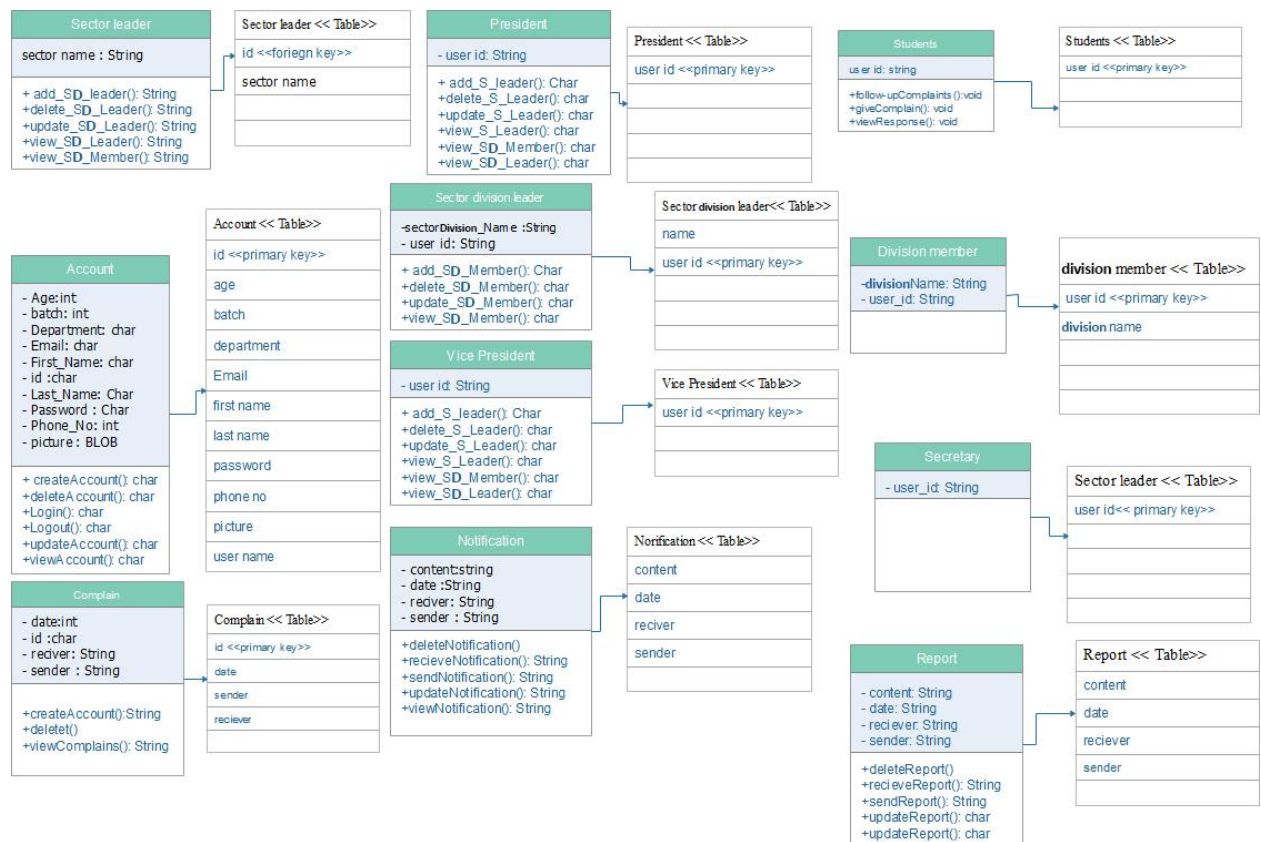 Sector leader
sector name : String
+ add_SD_leader(): String
+delete_SD_Leader(): String
+update_SD_Leader(): String
+view_SD_Leader(): String
+view_SD_Member(): String
Sector leader << Table>>
id <<foriegn key>>
sector name
President
- user id: String
+ add_S_leader(): Char
+delete_S_Leader(): char
+update_S_Leader(): char
+view_S_Leader(): char
+view_SD_Member(): char
+view_SD_Leader(): char
President << Table>>
user id <<primary key>>
Students
user id: string
+follow-upComplaints():void
+giveComplain(): void
+viewResponse(): void
Students << Table>>
user id <<primary key>>
Account
- Age:int
- batch: int
- Department: char
- Email: char
- First_Name: char
- id :char
- Last_Name: Char
- Password : Char
- Phone_No: int
- picture : BLOB
+ createAccount(): char
+deleteAccount(): char
+Login(): char
+Logout(): char
+updateAccount(): char
+viewAccount(): char
Account << Table>>
id <<primary key>>
age
batch
department
Email
first name
last name
password
phone no
picture
user name
Sector division leader
-sectorDivision_Name :String
- user id: String
+ add_SD_Member(): Char
+delete_SD_Member(): char
+update_SD_Member(): char
+view_SD_Member(): char
Sector division leader<< Table>>
name
user id <<primary key>>
Division member
-divisionName: String
- user_id: String
division member << Table>>
user id <<primary key>>
division name
Vice President
- user id: String
+ add_S_leader(): Char
+delete_S_Leader(): char
+update_S_Leader(): char
+view_S_Leader(): char
+view_SD_Member(): char
+view_SD_Leader(): char
Vice President << Table>>
user id <<primary key>>
Secretary
- user_id: String
Sector leader << Table>>
user id<< primary key>>
Complain
- date:int
- id :char
- reciver: String
- sender : String
+createAccount():String
+deletet()
+viewComplains(): String
Complain << Table>>
id <<primary key>>
date
sender
reciever
Notification
- content:string
- date :String
- reciver: String
- sender : String
+deleteNotification()
+recieveNotification(): String
+sendNotification(): String
+updateNotification(): String
+viewNotification(): String
Norification << Table>>
content
date
reciver
sender
Report
- content: String
- date: String
- reciever: String
- sender: String
+deleteReport()
+recieveReport(): String
+sendReport(): String
+updateReport(): char
+updateReport(): char
Report << Table>>
content
date
reciever
sender